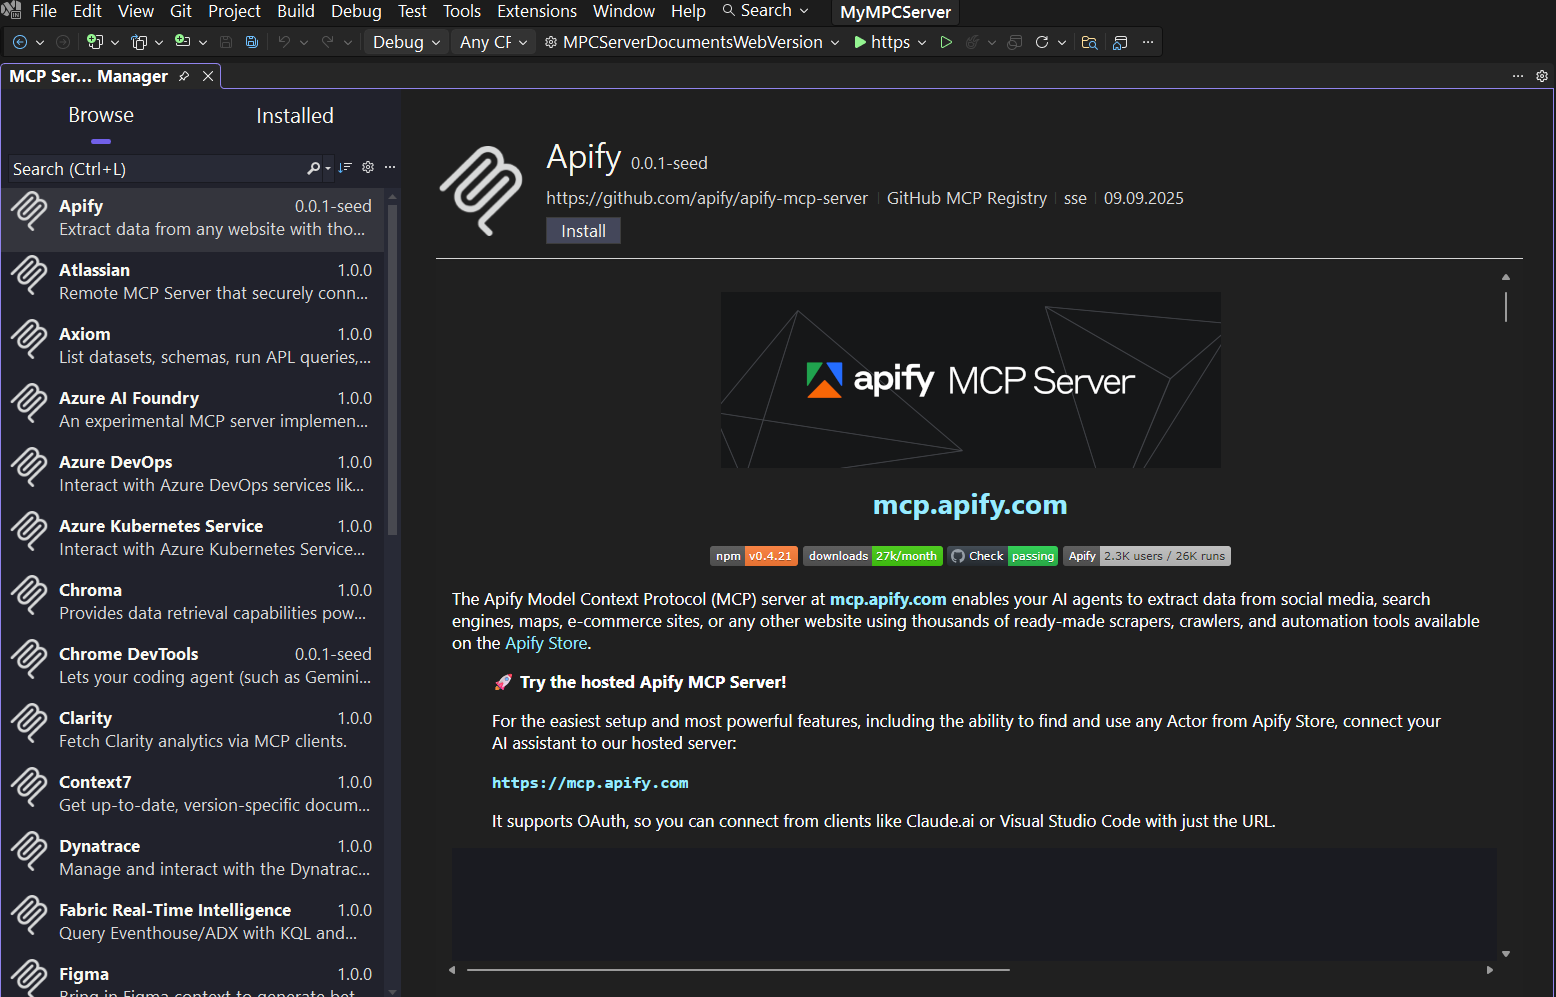 File Edit View Git Project Build Debug Test Tools Extensions Window Help Search MyMPCServer
Debug Any CP MPCServerDocumentsWebVersion https
MCP Ser... Manager
Browse Installed
Search (Ctrl+L)
Apify 0.0.1-seed
Extract data from any website with tho...
Atlassian 1.0.0
Remote MCP Server that securely conn...
Axiom 1.0.0
List datasets, schemas, run APL queries,...
Azure AI Foundry 1.0.0
An experimental MCP server implemen...
Azure DevOps 1.0.0
Interact with Azure DevOps services lik...
Azure Kubernetes Service 1.0.0
Interact with Azure Kubernetes Service...
Chroma 1.0.0
Provides data retrieval capabilities pow...
Chrome DevTools 0.0.1-seed
Lets your coding agent (such as Gemini...
Clarity 1.0.0
Fetch Clarity analytics via MCP clients.
Context7 1.0.0
Get up-to-date, version-specific docum...
Dynatrace 1.0.0
Manage and interact with the Dynatrac...
Fabric Real-Time Intelligence 1.0.0
Query Eventhouse/ADX with KQL and...
Figma 1.0.0
Bring in Figma context to generate bet...
Apify 0.0.1-seed
https://github.com/apify/apify-mcp-server GitHub MCP Registry sse 09.09.2025
Install
apify MCP Server
mcp.apify.com
npm v0.4.21 downloads 27k/month Check passing Apify 2.3K users / 26K runs
The Apify Model Context Protocol (MCP) server at mcp.apify.com enables your AI agents to extract data from social media, search
engines, maps, e-commerce sites, or any other website using thousands of ready-made scrapers, crawlers, and automation tools available
on the Apify Store.
🚀 Try the hosted Apify MCP Server!
For the easiest setup and most powerful features, including the ability to find and use any Actor from Apify Store, connect your
AI assistant to our hosted server:
https://mcp.apify.com
It supports OAuth, so you can connect from clients like Claude.ai or Visual Studio Code with just the URL.